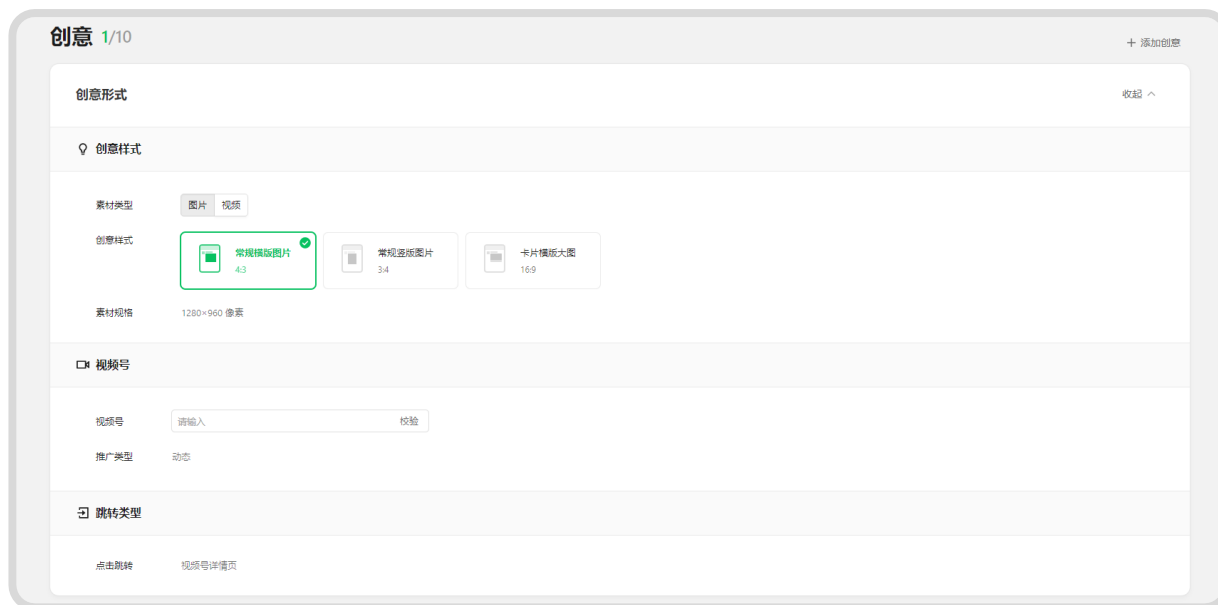 创意 1/10
+ 添加创意
创意形式
收起
创意样式
素材类型 图片 视频
创意样式
常规横版图片
4:3
常规竖版图片
3:4
卡片横版大图
16:9
素材规格 1280×960 像素
视频号
视频号 请输入 校验
推广类型 动态
跳转类型
点击跳转 视频号详情页